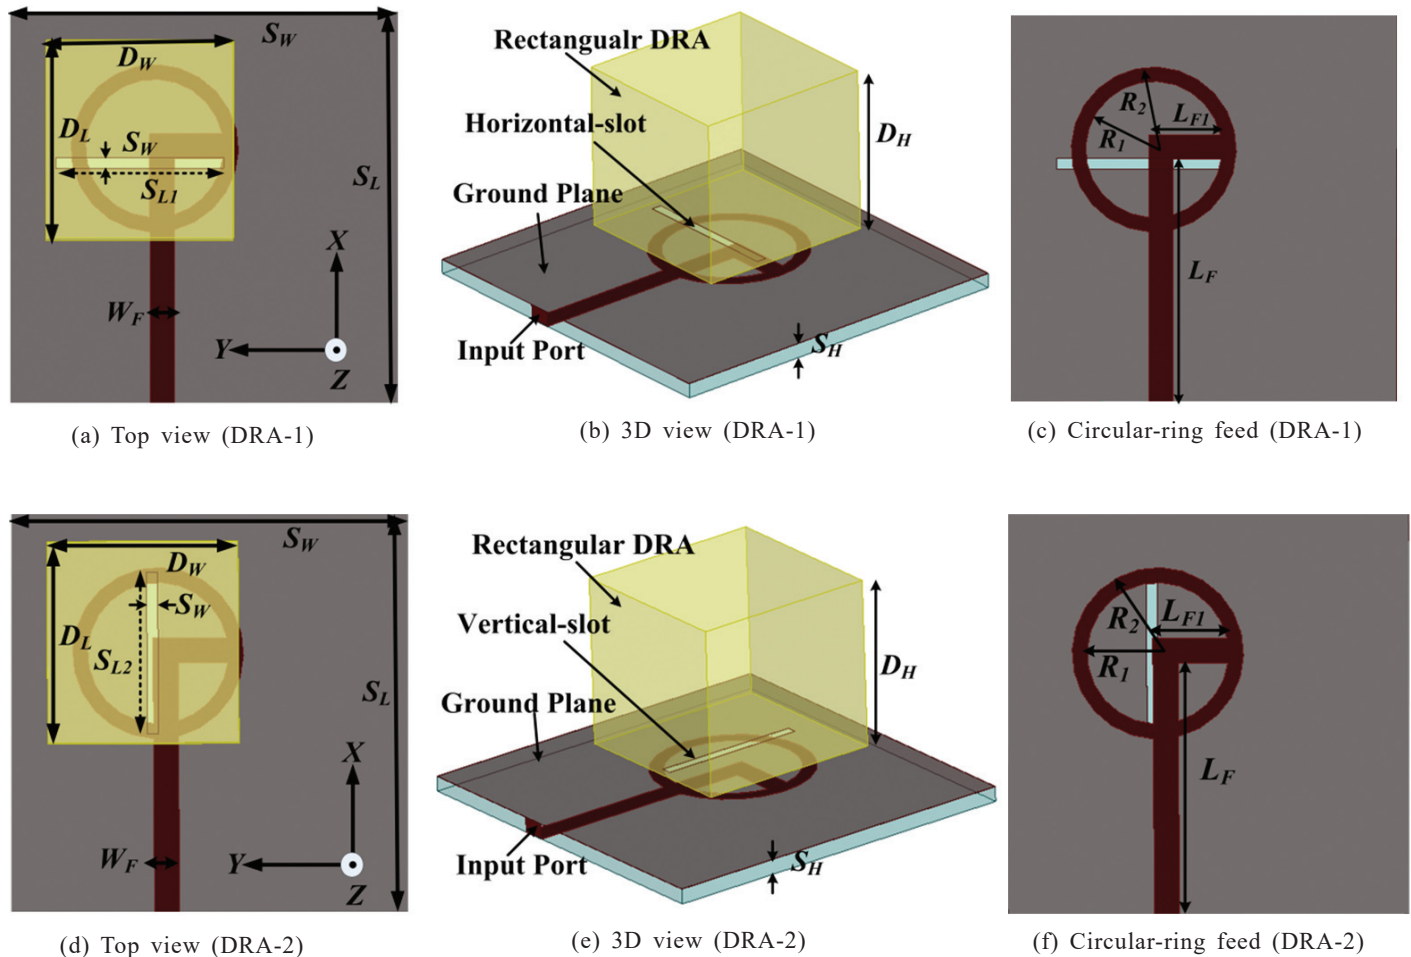 S_W
D_W
D_L
S_W
S_L1
S_L
X
W_F
Y
Z
(a) Top view (DRA-1)
Rectangualr DRA
Horizontal-slot
D_H
Ground Plane
Input Port
S_H
(b) 3D view (DRA-1)
R_2
L_F1
R_1
L_F
(c) Circular-ring feed (DRA-1)
S_W
D_W
S_W
D_L
S_L2
S_L
X
W_F
Y
Z
(d) Top view (DRA-2)
Rectangular DRA
Vertical-slot
D_H
Ground Plane
Input Port
S_H
(e) 3D view (DRA-2)
R_2
L_F1
R_1
L_F
(f) Circular-ring feed (DRA-2)